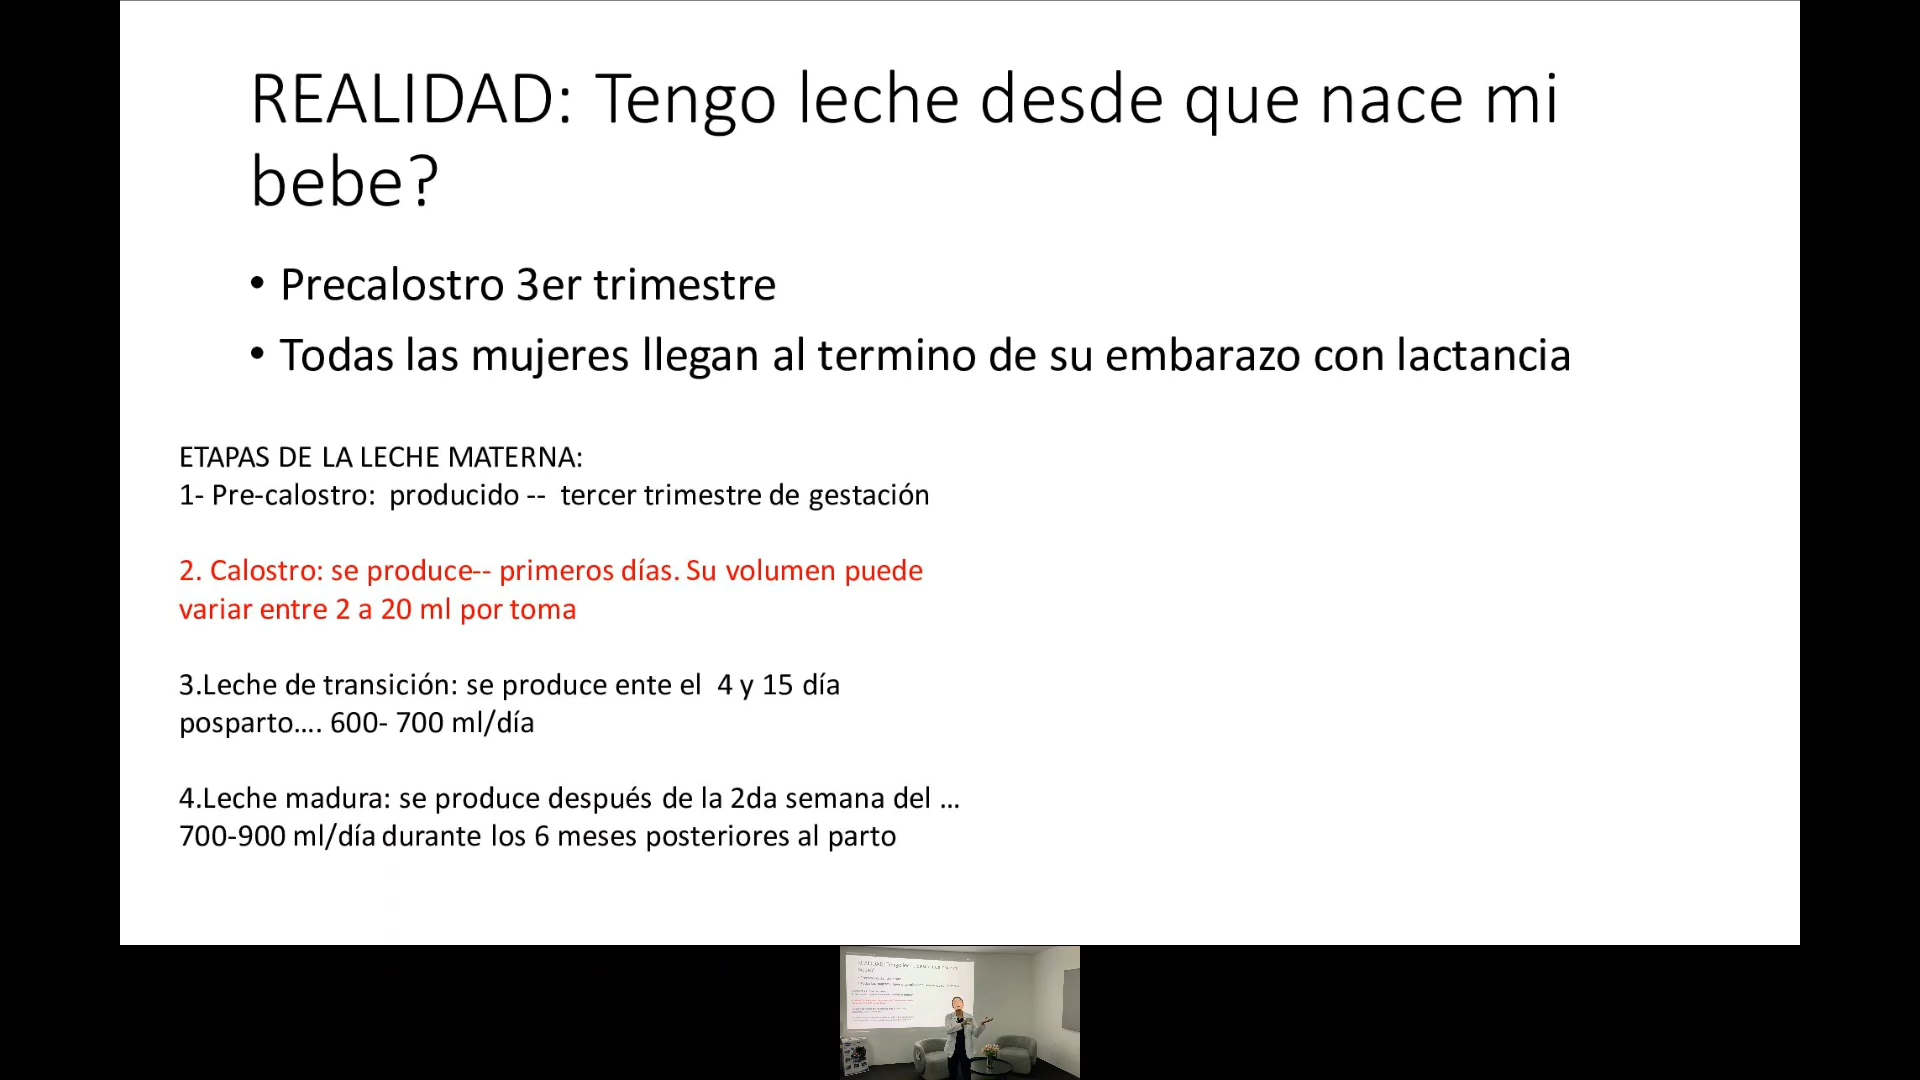 REALIDAD: Tengo leche desde que nace mi
bebe?
• Precalostro 3er trimestre
• Todas las mujeres llegan al termino de su embarazo con lactancia
ETAPAS DE LA LECHE MATERNA:
1- Pre-calostro: producido -- tercer trimestre de gestación
2. Calostro: se produce-- primeros días. Su volumen puede
variar entre 2 a 20 ml por toma
3.Leche de transición: se produce ente el 4 y 15 día
posparto…. 600- 700 ml/día
4.Leche madura: se produce después de la 2da semana del …
700-900 ml/día durante los 6 meses posteriores al parto